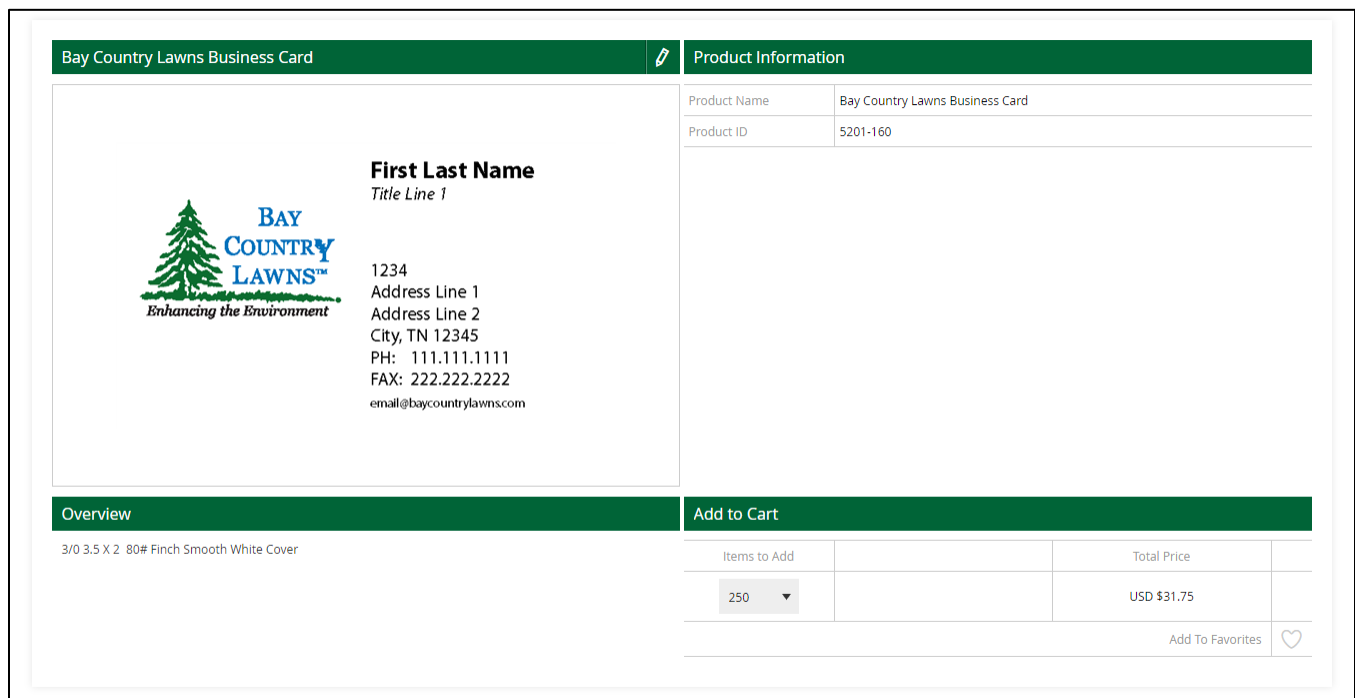 Bay Country Lawns Business Card
Product Information
Product Name
Bay Country Lawns Business Card
Product ID
5201-160
First Last Name
Title Line 1
BAY
COUNTRY
LAWNS™
Enhancing the Environment
1234
Address Line 1
Address Line 2
City, TN 12345
PH: 111.111.1111
FAX: 222.222.2222
email@baycountrylawns.com
Overview
3/0 3.5 X 2 80# Finch Smooth White Cover
Add to Cart
Items to Add
Total Price
250
USD $31.75
Add To Favorites